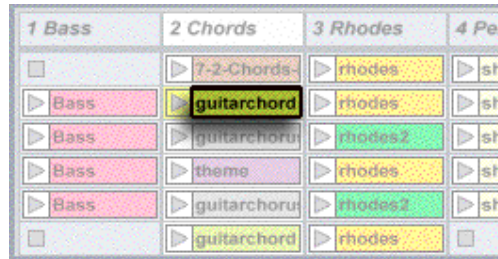 1 Bass 2 Chords 3 Rhodes 4 Pe
7-2-Chords- rhodes sh
Bass guitarchord rhodes sh
Bass guitarchorus rhodes2 sh
Bass theme rhodes sh
Bass guitarchorus rhodes2 sh
guitarchord rhodes